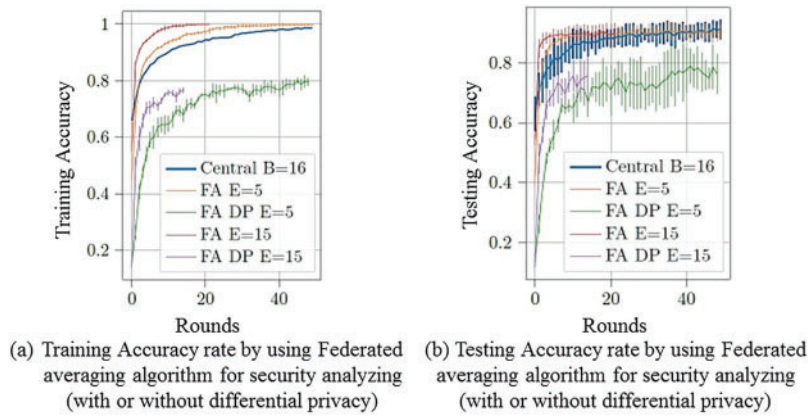 1
0.8
0.6
0.4
0.2
Training Accuracy
Central B=16
FA E=5
FA DP E=5
FA E=15
FA DP E=15
0
20
40
Rounds
(a) Training Accuracy rate by using Federated
averaging algorithm for security analyzing
(with or without differential privacy)
0.8
0.6
0.4
0.2
Testing Accuracy
Central B=16
FA E=5
FA DP E=5
FA E=15
FA DP E=15
0
20
40
Rounds
(b) Testing Accuracy rate by using Federated
averaging algorithm for security analyzing
(with or without differential privacy)